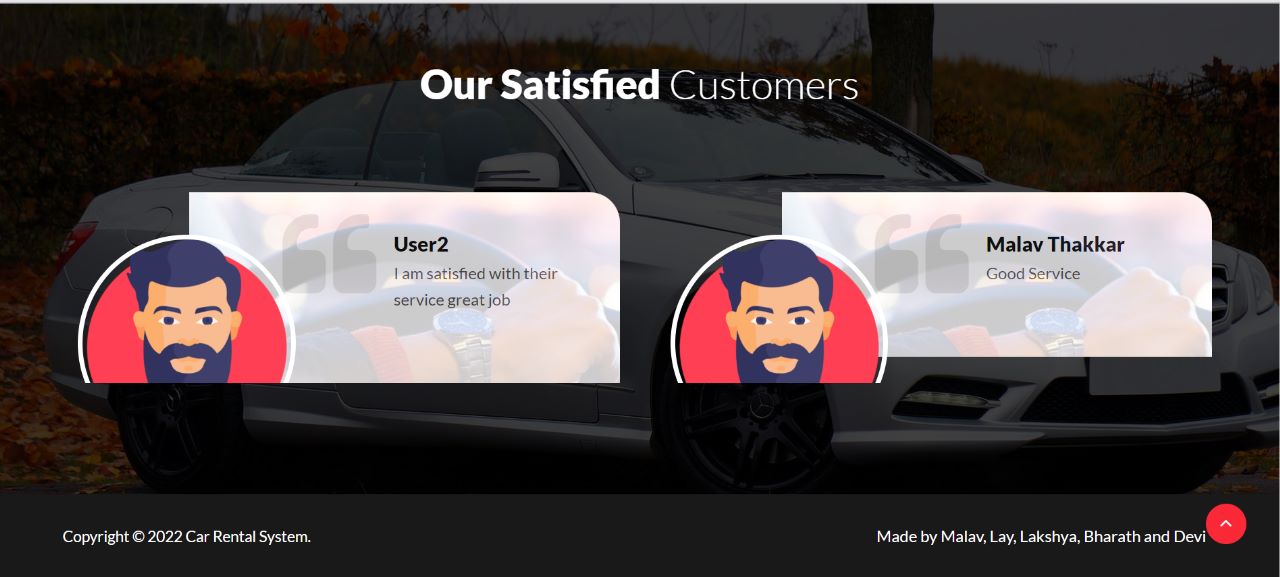 Our Satisfied Customers
User2
I am satisfied with their
service great job
Malav Thakkar
Good Service
Copyright © 2022 Car Rental System.
Made by Malav, Lay, Lakshya, Bharath and Devi